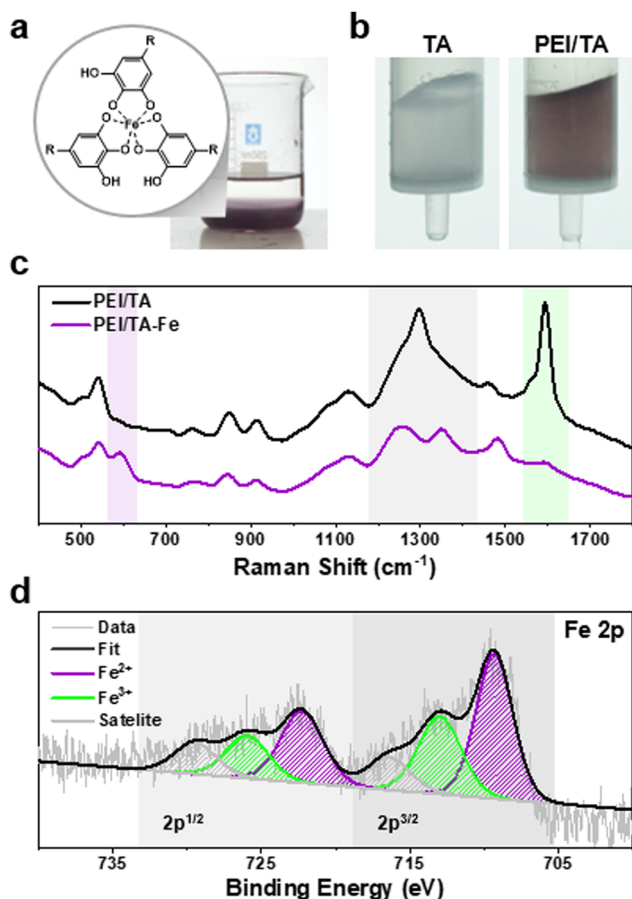 a
b
TA
PEI/TA
R
HO
O
O
O
O
Fe
R
O
O
R
OH
HO
c
PEI/TA
PEI/TA-Fe
500 700 900 1100 1300 1500 1700
Raman Shift (cm-1)
d
Data
Fit
Fe2+
Fe3+
Satelite
Fe 2p
2p1/2
2p3/2
735 725 715 705
Binding Energy (eV)